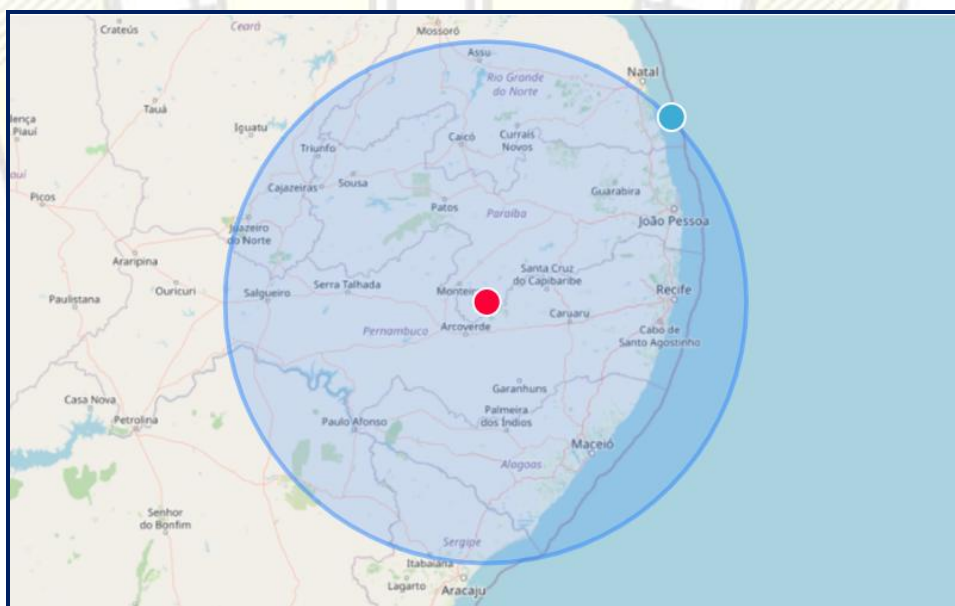 Crateús
Ceará
Mossoró
Assu
Rio Grande
do Norte
Natal
Tauá
Iguatu
Triunfo
Caicó
Currais
Novos
Piauí
Cajazeiras
Sousa
Patos
Guarabira
Picos
Paraíba
João Pessoa
Juazeiro
do Norte
Araripina
Santa Cruz
do Capibaribe
Ouricuri
Serra Talhada
Salgueiro
Paulistana
Recife
Caruaru
Pernambuco
Arcoverde
Cabo de
Santo Agostinho
Garanhuns
Casa Nova
Petrolina
Paulo Afonso
Palmeira
dos Índios
Maceió
Alagoas
Senhor
do Bonfim
Sergipe
Itabaiana
Lagarto
Aracaju